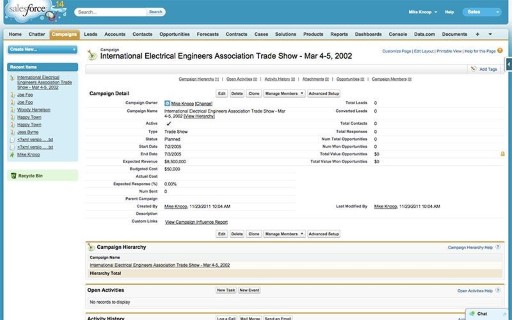 salesforce 14
Search... Search
Mike Knoop Help Sales
Home Chatter Campaigns Leads Accounts Contacts Opportunities Forecasts Contracts Cases Solutions Products Reports Dashboards Console Data.com Documents +
Create New...
Recent Items
International Electrical Engineers Association Trade Show - Mar 4-5, 2002
Joe Foo
Joe Foo
Woody Harrelson
Happy Town
Happy Town
Mike Knoop
Recycle Bin
Campaign
International Electrical Engineers Association Trade Show - Mar 4-5, 2002
Customize Page | Edit Layout | Printable View | Help for this Page
Add Tags
Campaign Hierarchy [1] | Open Activities [0] | Activity History [0] | Attachments [0] | Opportunities [0] | Campaign Members [0]
Campaign Detail Edit Delete Clone Manage Members Advanced Setup
Campaign Owner Mike Knoop [Change] Total Leads 0
Campaign Name International Electrical Engineers Association Trade Show - Mar 4-5, 2002 [View Hierarchy] Converted Leads 0
Active Total Contacts 0
Type Trade Show Total Responses 0
Status Planned Num Total Opportunities 0
Start Date 7/2/2005 Num Won Opportunities 0
End Date 7/3/2005 Total Value Opportunities $0
Expected Revenue Total Value Won Opportunities $0
Budgeted Cost $50,000
Actual Cost
Expected Response (%) 0.00%
Num Sent 0
Parent Campaign
Created By Mike Knoop, 11/23/2011 10:04 AM Last Modified By Mike Knoop, 11/23/2011 10:04 AM
Description
Custom Links View Campaign Influence Report
Edit Delete Clone Manage Members Advanced Setup
Campaign Hierarchy Campaign Hierarchy Help
Campaign Name
International Electrical Engineers Association Trade Show - Mar 4-5, 2002
Hierarchy Total
Open Activities New Task New Event Open Activities Help
No records to display
Chat
Activity History Log a Call Mail Merge Send an Email